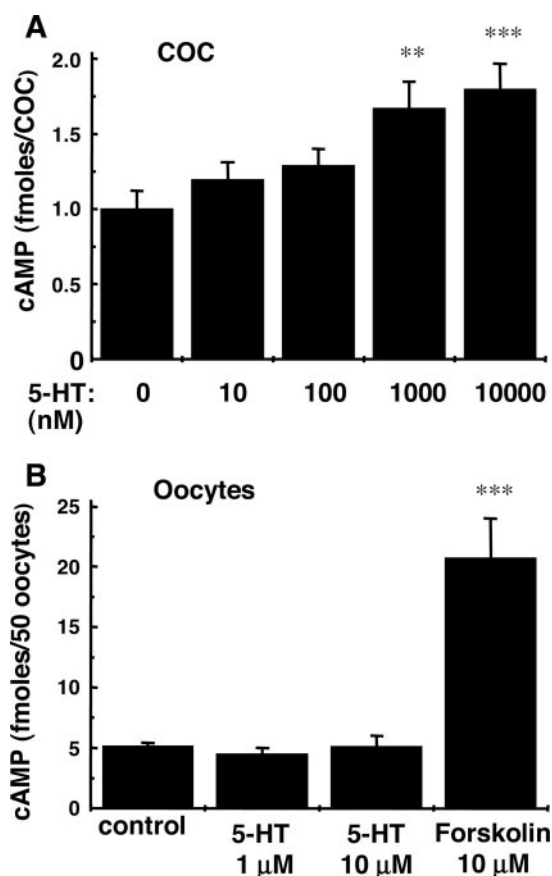 A
COC
** ***
cAMP (fmoles/COC)
2.0
1.5
1.0
0.5
0
5-HT: 0 10 100 1000 10000
(nM)
B
Oocytes
***
cAMP (fmoles/50 oocytes)
25
20
15
10
5
0
control 5-HT 5-HT Forskolin
1 μM 10 μM 10 μM